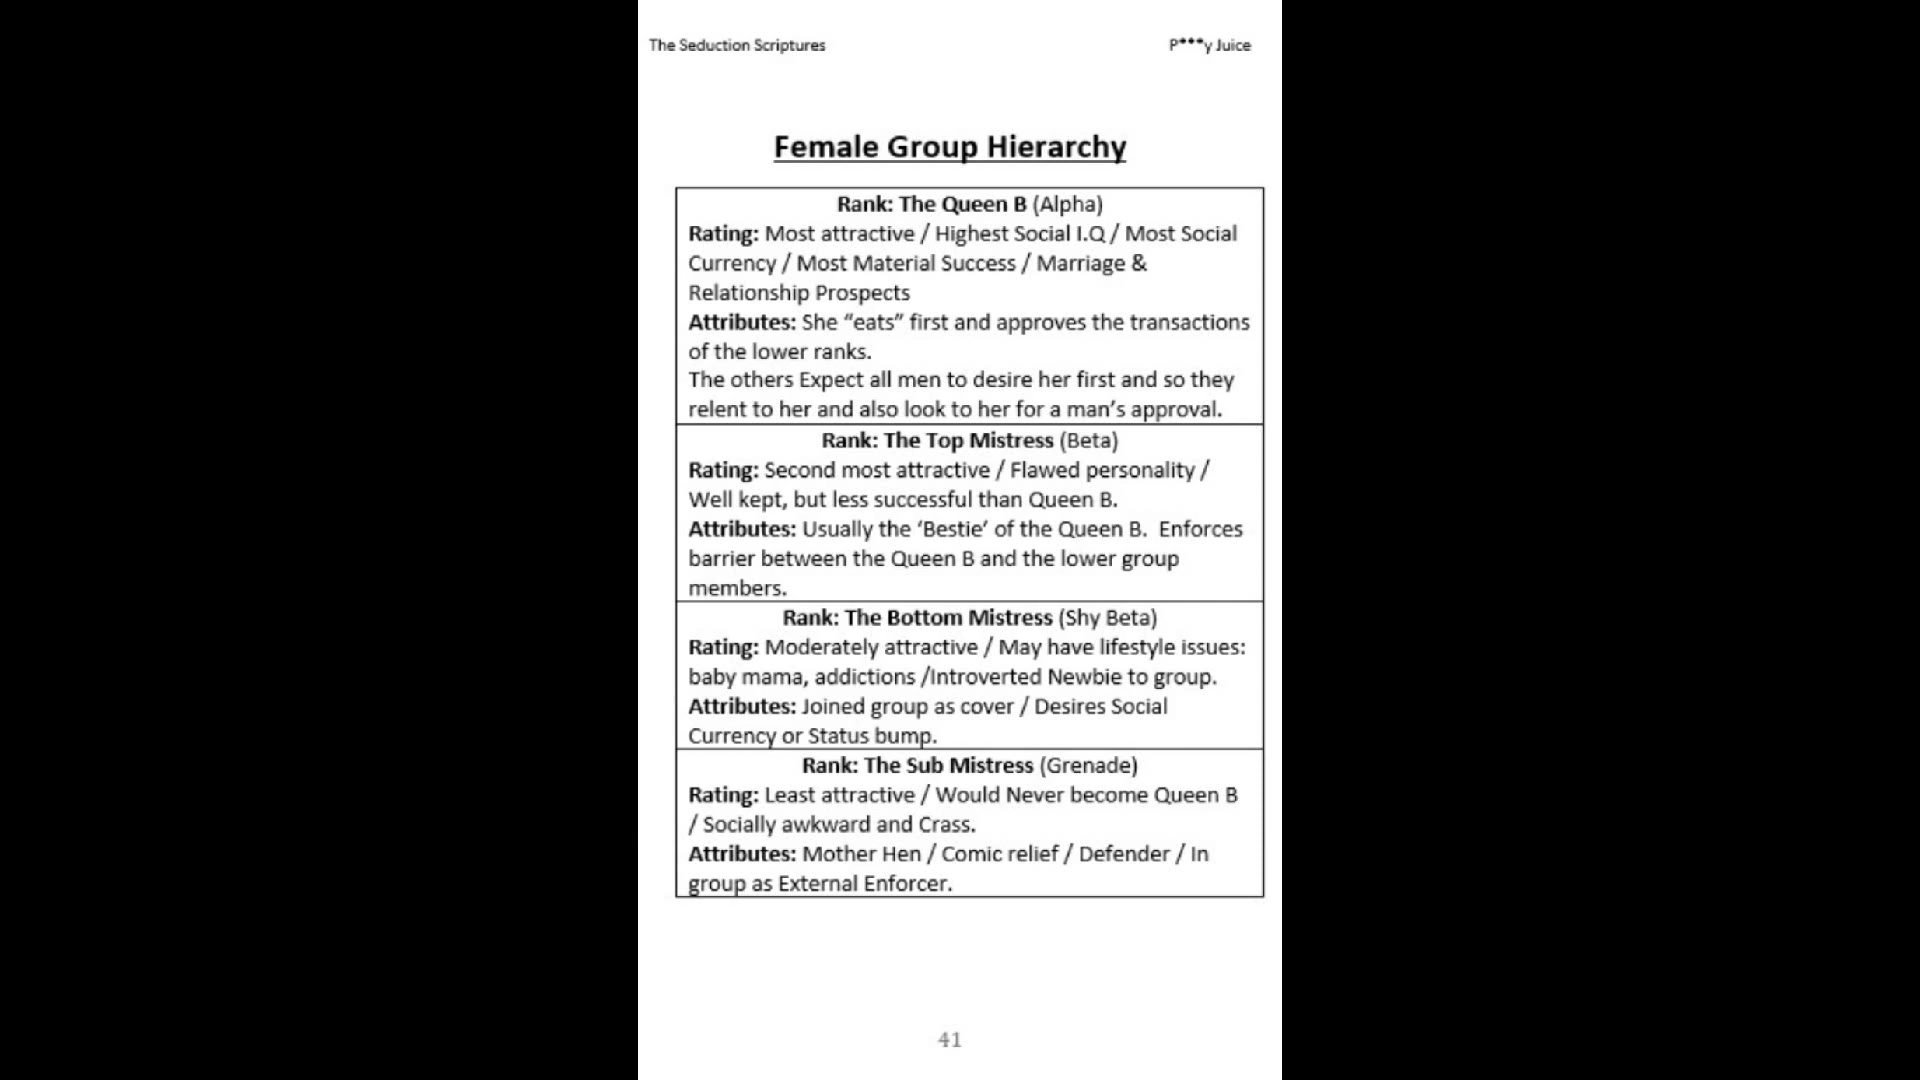 The Seduction Scriptures
P***y Juice
Female Group Hierarchy
Rank: The Queen B (Alpha)
Rating: Most attractive / Highest Social I.Q / Most Social
Currency / Most Material Success / Marriage &
Relationship Prospects
Attributes: She “eats” first and approves the transactions
of the lower ranks.
The others Expect all men to desire her first and so they
relent to her and also look to her for a man’s approval.
Rank: The Top Mistress (Beta)
Rating: Second most attractive / Flawed personality /
Well kept, but less successful than Queen B.
Attributes: Usually the ‘Bestie’ of the Queen B.  Enforces
barrier between the Queen B and the lower group
members.
Rank: The Bottom Mistress (Shy Beta)
Rating: Moderately attractive / May have lifestyle issues:
baby mama, addictions /Introverted Newbie to group.
Attributes: Joined group as cover / Desires Social
Currency or Status bump.
Rank: The Sub Mistress (Grenade)
Rating: Least attractive / Would Never become Queen B
/ Socially awkward and Crass.
Attributes: Mother Hen / Comic relief / Defender / In
group as External Enforcer.
41